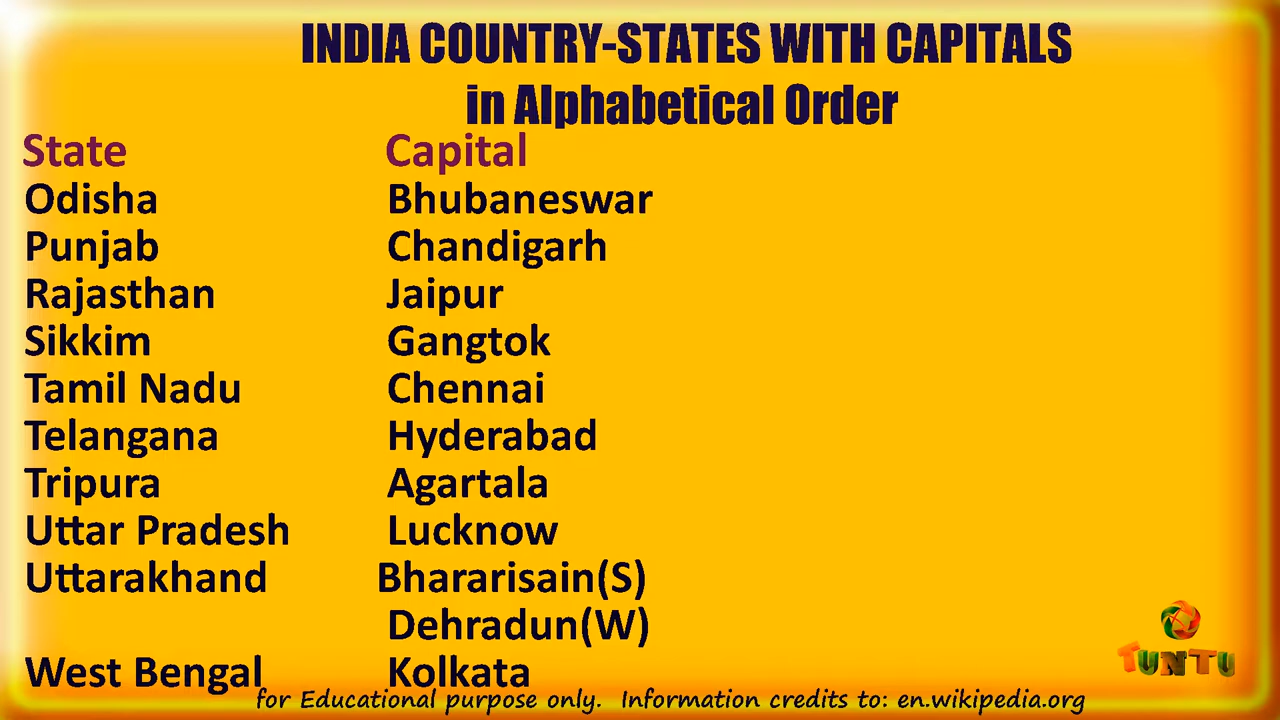 INDIA COUNTRY-STATES WITH CAPITALS
in Alphabetical Order
State Capital
Odisha Bhubaneswar
Punjab Chandigarh
Rajasthan Jaipur
Sikkim Gangtok
Tamil Nadu Chennai
Telangana Hyderabad
Tripura Agartala
Uttar Pradesh Lucknow
Uttarakhand Bhararisain(S)
Dehradun(W)
West Bengal Kolkata
for Educational purpose only. Information credits to: en.wikipedia.org
TUNTU